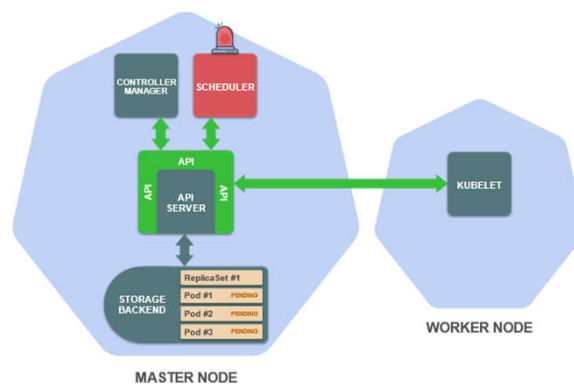 CONTROLLER
MANAGER
SCHEDULER
API
API
API
API
SERVER
KUBELET
STORAGE
BACKEND
ReplicaSet #1
Pod #1 PENDING
Pod #2 PENDING
Pod #3 PENDING
WORKER NODE
MASTER NODE